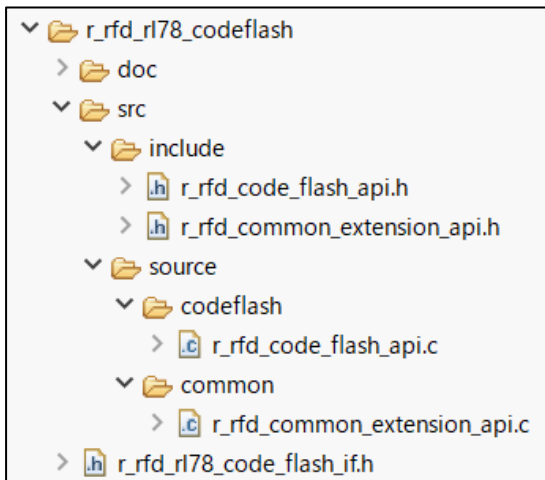 r_rfd_rl78_codeflash
doc
src
include
.h r_rfd_code_flash_api.h
.h r_rfd_common_extension_api.h
source
codeflash
.c r_rfd_code_flash_api.c
common
.c r_rfd_common_extension_api.c
.h r_rfd_rl78_code_flash_if.h